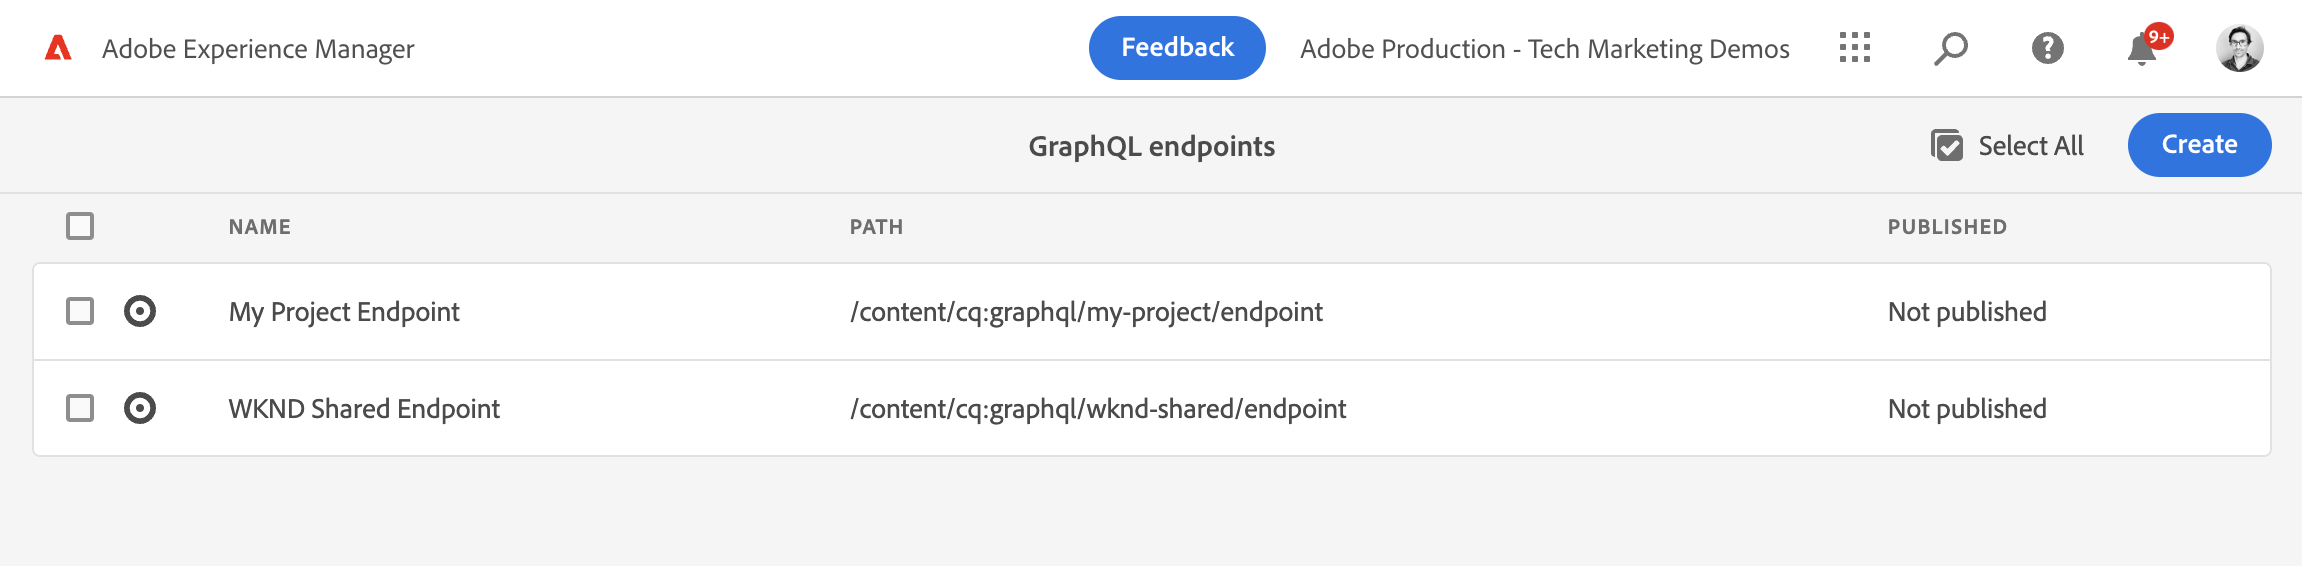 Adobe Experience Manager Feedback Adobe Production - Tech Marketing Demos ? 9+
GraphQL endpoints Select All Create
NAME PATH PUBLISHED
My Project Endpoint /content/cq:graphql/my-project/endpoint Not published
WKND Shared Endpoint /content/cq:graphql/wknd-shared/endpoint Not published